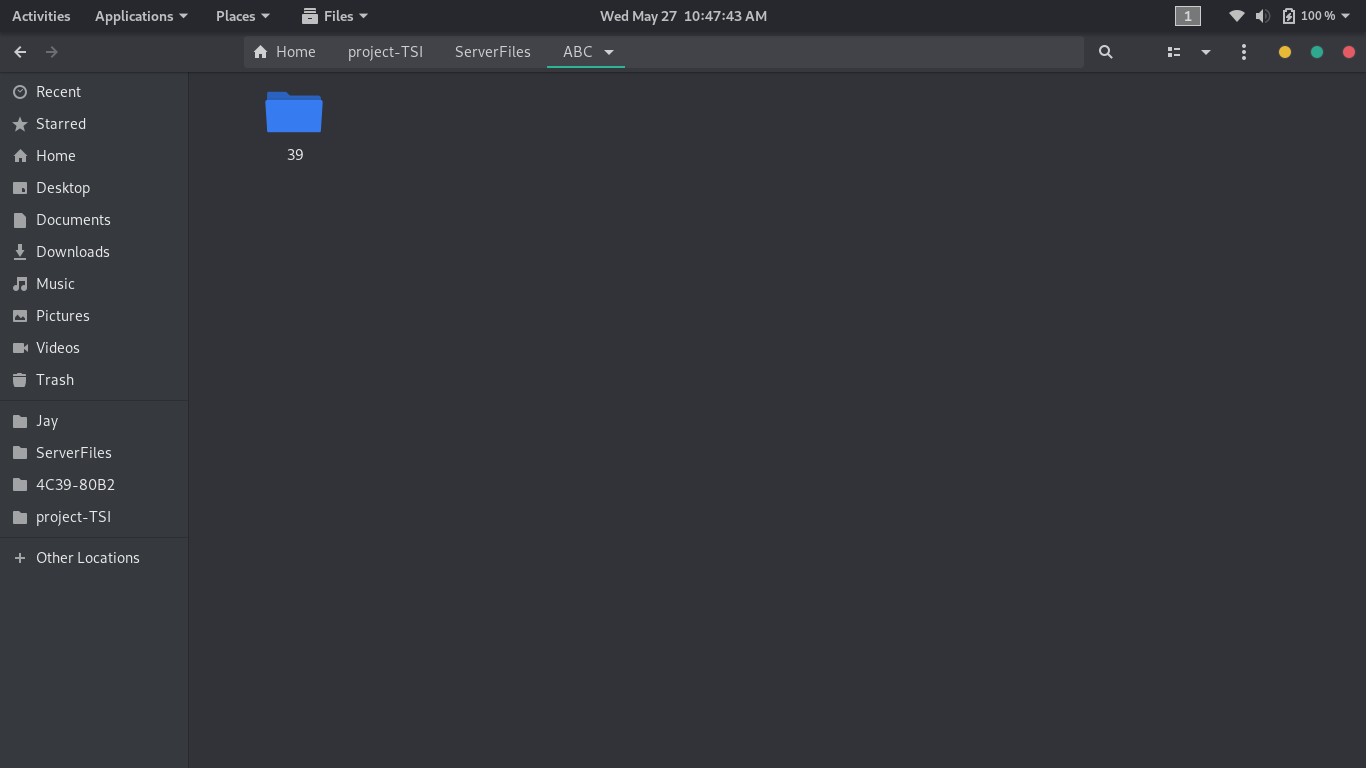 Activities Applications Places Files Wed May 27 10:47:43 AM 1 100 %
Home project-TSI ServerFiles ABC
Recent
Starred
Home
Desktop
Documents
Downloads
Music
Pictures
Videos
Trash
Jay
ServerFiles
4C39-80B2
project-TSI
Other Locations
39